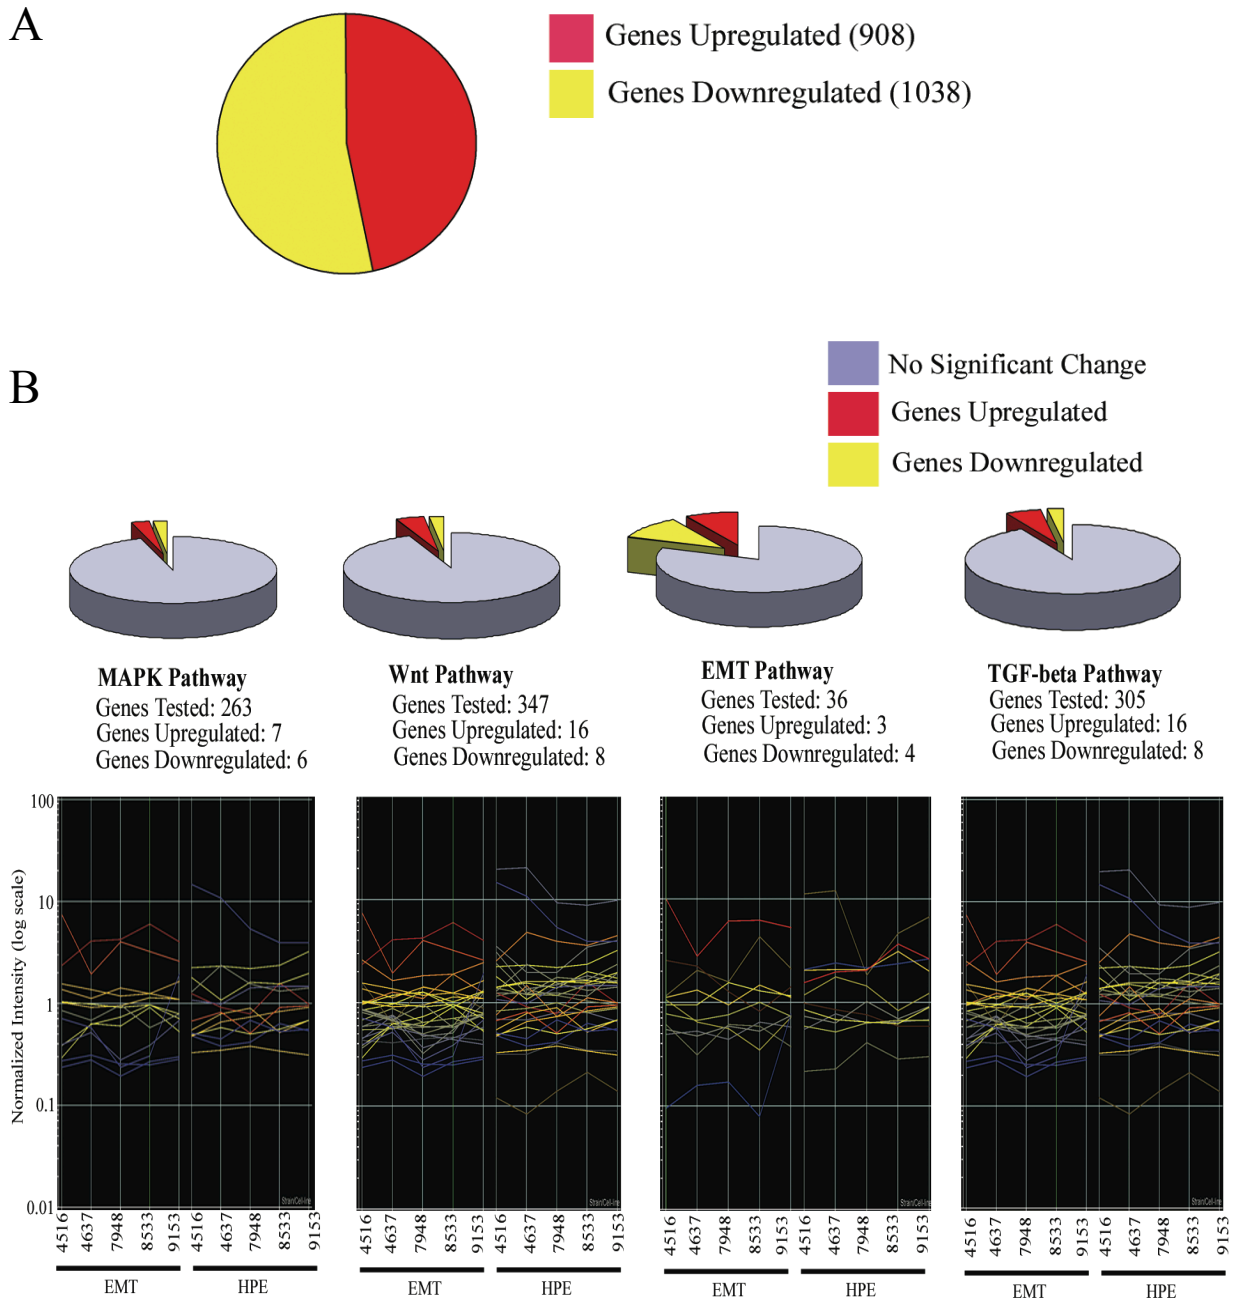 A
Genes Upregulated (908)
Genes Downregulated (1038)
B
No Significant Change
Genes Upregulated
Genes Downregulated
MAPK Pathway
Genes Tested: 263
Genes Upregulated: 7
Genes Downregulated: 6
Wnt Pathway
Genes Tested: 347
Genes Upregulated: 16
Genes Downregulated: 8
EMT Pathway
Genes Tested: 36
Genes Upregulated: 3
Genes Downregulated: 4
TGF-beta Pathway
Genes Tested: 305
Genes Upregulated: 16
Genes Downregulated: 8
Normalized Intensity (log scale)
100
10
1
0.1
0.01
4516 4637 7948 8533 9153 4516 4637 7948 8533 9153
EMT HPE
4516 4637 7948 8533 9153 4516 4637 7948 8533 9153
EMT HPE
4516 4637 7948 8533 9153 4516 4637 7948 8533 9153
EMT HPE
4516 4637 7948 8533 9153 4516 4637 7948 8533 9153
EMT HPE